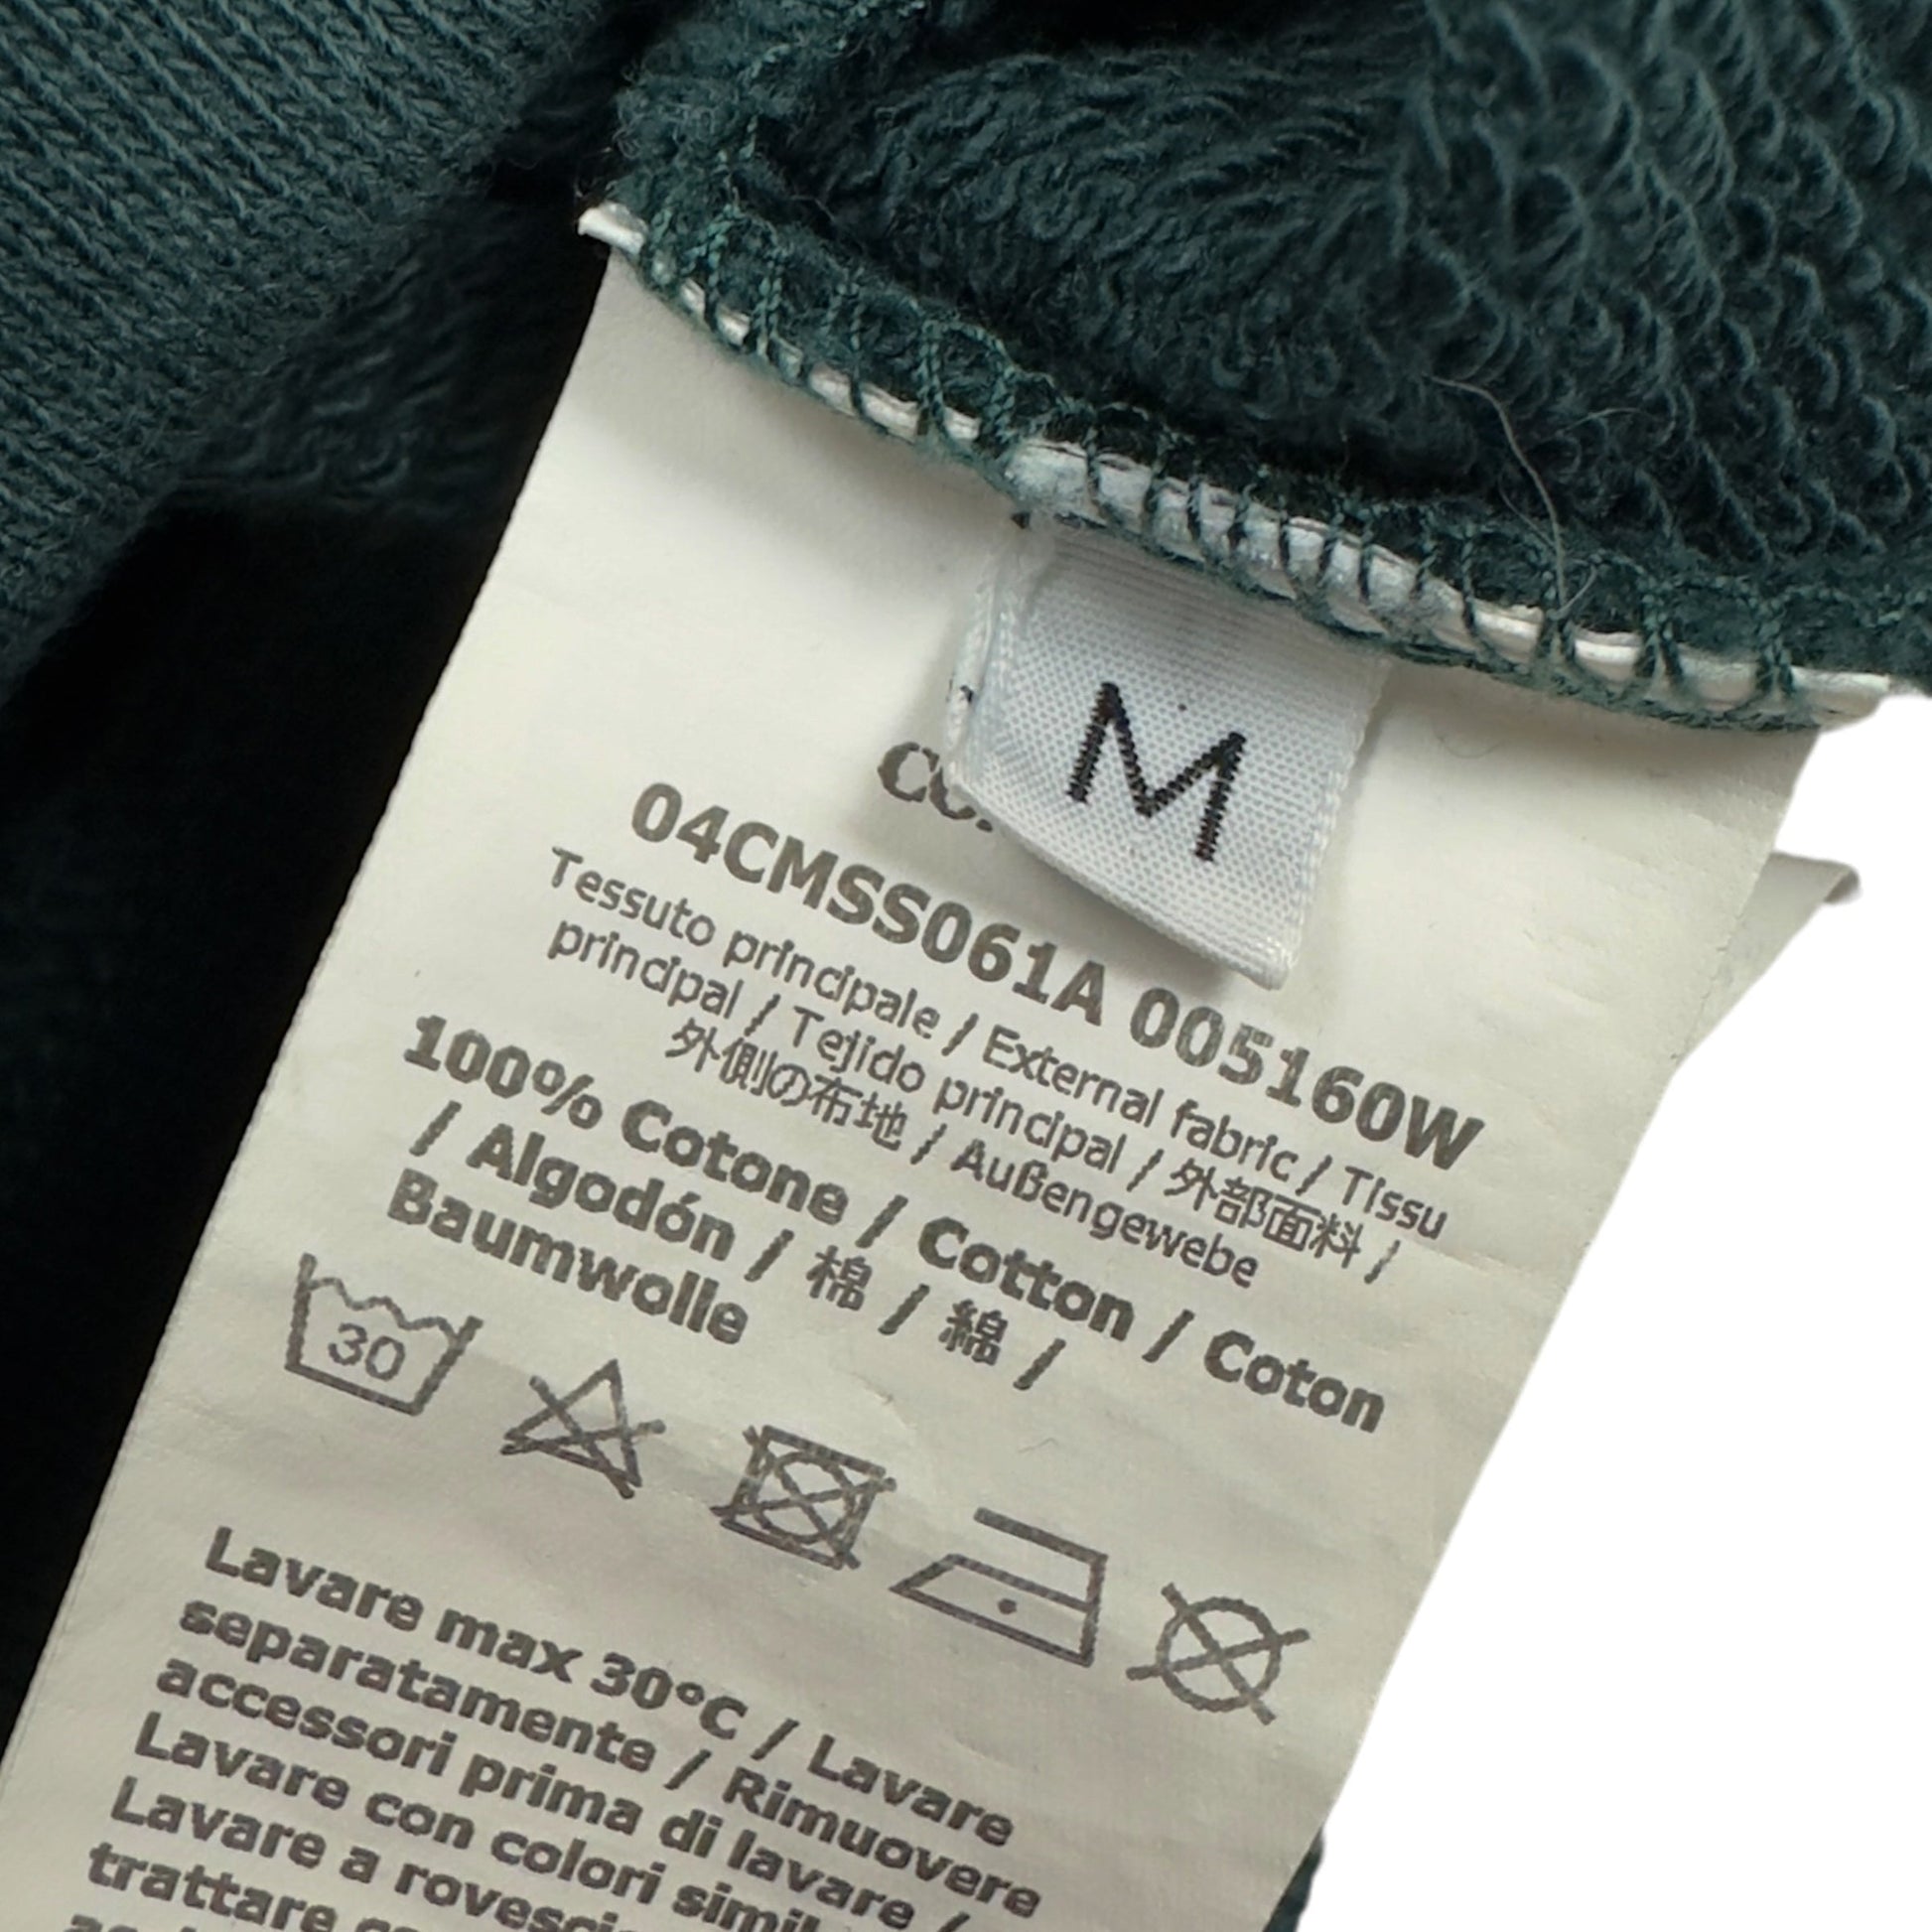 M
04CMSS061A 005160W
Tessuto principale / External fabric / Tissu
principal / Tejido principal / 外部面料 /
外側の布地 / Außengewebe
100% Cotone / Cotton / Coton
/ Algodón / 棉 / 綿 /
Baumwolle
30
Lavare max 30°C / Lavare
separatamente / Rimuovere
accessori prima di lavare /
Lavare con colori
Lavare a
trattare